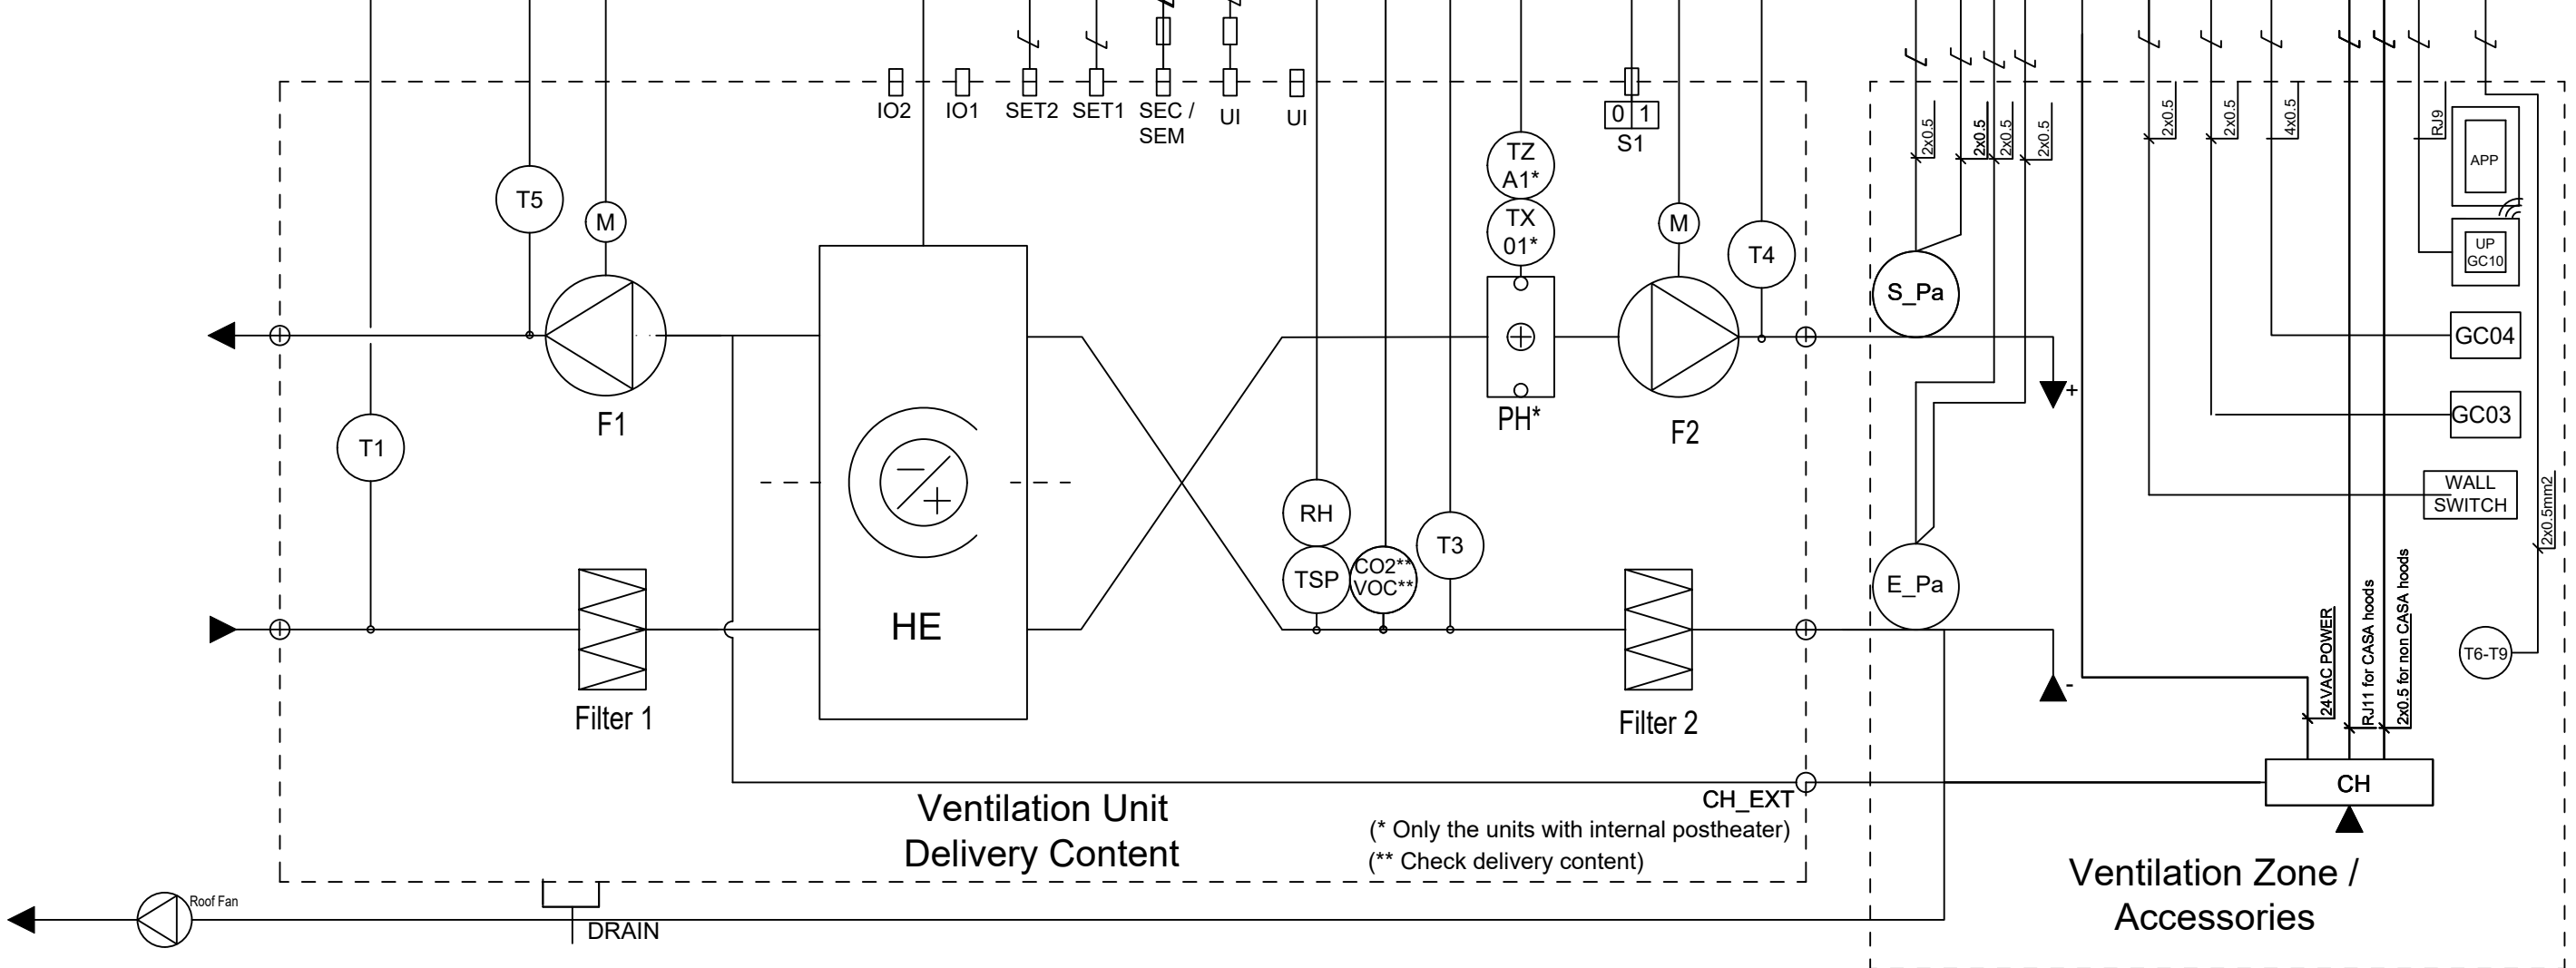 IO2
IO1
SET2
SET1
SEC /
SEM
UI
UI
0 1
S1
2x0.5
2x0.5
2x0.5
2x0.5
2x0.5
2x0.5
4x0.5
RJ9
APP
UP
GC10
T5
M
TZ
A1*
TX
01*
M
T4
S_Pa
GC04
+
F1
PH*
F2
GC03
T1
WALL
SWITCH
2x0.5mm2
RH
TSP
CO2**
VOC**
T3
E_Pa
HE
Filter 1
Filter 2
-
24VAC POWER
RJ11 for CASA hoods
2x0.5 for non CASA hoods
T6-T9
CH
CH_EXT
Ventilation Unit
Delivery Content
(* Only the units with internal postheater)
(** Check delivery content)
Ventilation Zone /
Accessories
Roof Fan
DRAIN